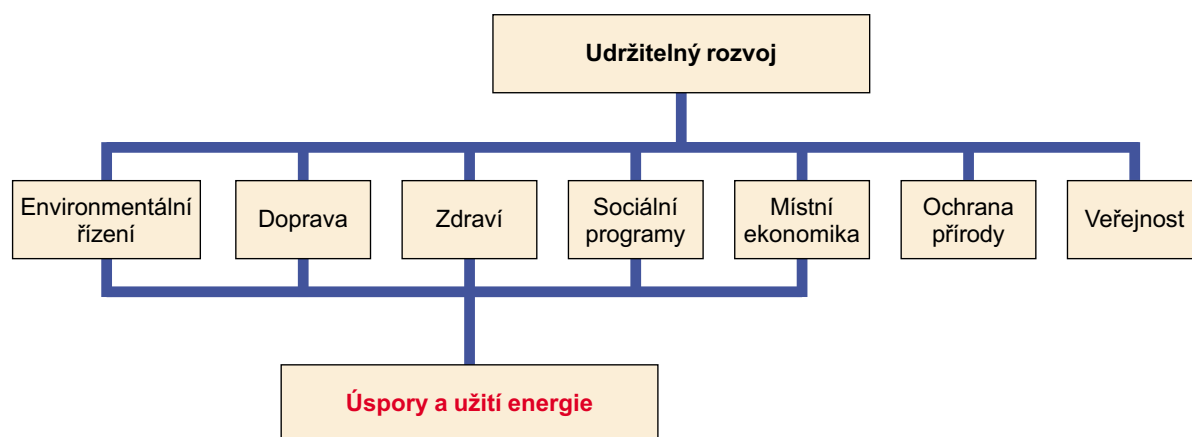 Udržitelný rozvoj
Environmentální
řízení
Doprava
Zdraví
Sociální
programy
Místní
ekonomika
Ochrana
přírody
Veřejnost
Úspory a užití energie